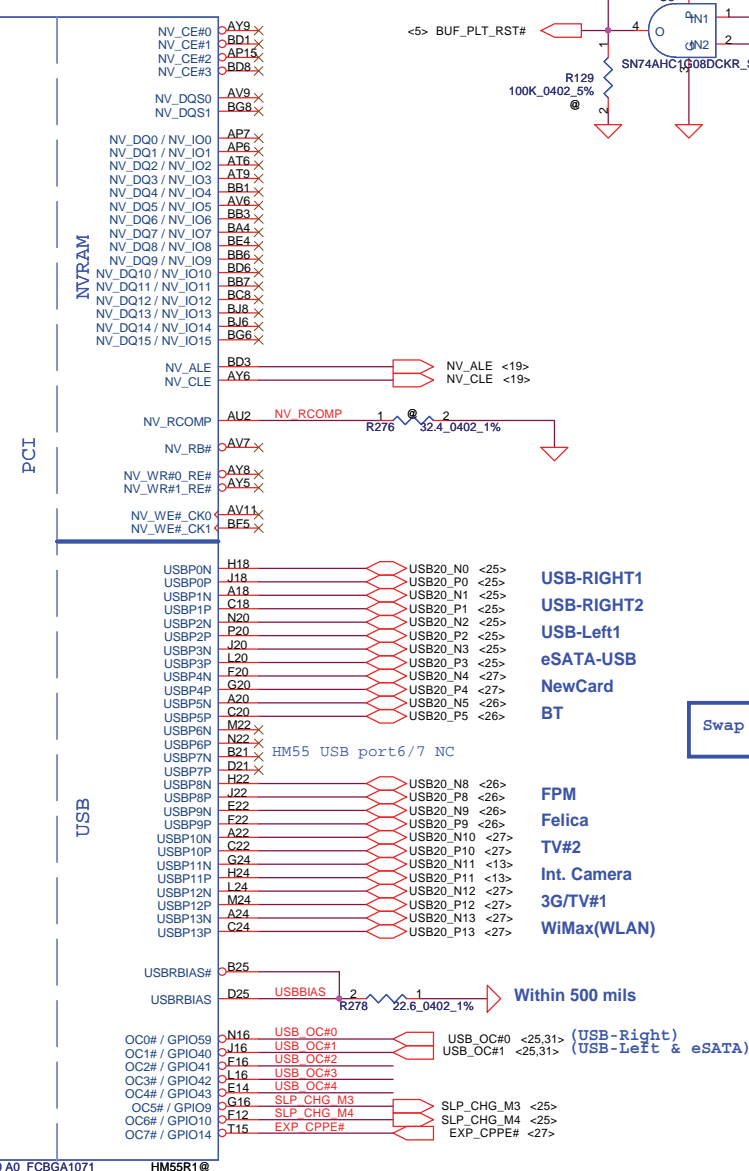 <5> BUF_PLT_RST#
4
O
P
IN1
1
G
IN2
2
3
SN74AHC1G08DCKR_S
1
R129
100K_0402_5%
@
2
PCI
NVRAM
NV_CE#0 AY9
NV_CE#1 BD1
NV_CE#2 AP15
NV_CE#3 BD8
NV_DQS0 AV9
NV_DQS1 BG8
NV_DQ0 / NV_IO0 AP7
NV_DQ1 / NV_IO1 AP6
NV_DQ2 / NV_IO2 AT6
NV_DQ3 / NV_IO3 AT9
NV_DQ4 / NV_IO4 BB1
NV_DQ5 / NV_IO5 AV6
NV_DQ6 / NV_IO6 BB3
NV_DQ7 / NV_IO7 BA4
NV_DQ8 / NV_IO8 BE4
NV_DQ9 / NV_IO9 BB6
NV_DQ10 / NV_IO10 BD6
NV_DQ11 / NV_IO11 BB7
NV_DQ12 / NV_IO12 BC8
NV_DQ13 / NV_IO13 BJ8
NV_DQ14 / NV_IO14 BJ6
NV_DQ15 / NV_IO15 BG6
NV_ALE BD3 NV_ALE <19>
NV_CLE AY6 NV_CLE <19>
NV_RCOMP AU2 NV_RCOMP 1 @ 2
R276 32.4_0402_1%
NV_RB# AV7
NV_WR#0_RE# AY8
NV_WR#1_RE# AY5
NV_WE#_CK0 AV11
NV_WE#_CK1 BF5
USB
USBP0N H18 USB20_N0 <25>
USBP0P J18 USB20_P0 <25> USB-RIGHT1
USBP1N A18 USB20_N1 <25>
USBP1P C18 USB20_P1 <25> USB-RIGHT2
USBP2N N20 USB20_N2 <25>
USBP2P P20 USB20_P2 <25> USB-Left1
USBP3N J20 USB20_N3 <25>
USBP3P L20 USB20_P3 <25> eSATA-USB
USBP4N F20 USB20_N4 <27>
USBP4P G20 USB20_P4 <27> NewCard
USBP5N A20 USB20_N5 <26>
USBP5P C20 USB20_P5 <26> BT
Swap
USBP6N M22
USBP6P N22
USBP7N B21 HM55 USB port6/7 NC
USBP7P D21
USBP8N H22 USB20_N8 <26>
USBP8P J22 USB20_P8 <26> FPM
USBP9N E22 USB20_N9 <26>
USBP9P F22 USB20_P9 <26> Felica
USBP10N A22 USB20_N10 <27>
USBP10P C22 USB20_P10 <27> TV#2
USBP11N G24 USB20_N11 <13>
USBP11P H24 USB20_P11 <13> Int. Camera
USBP12N L24 USB20_N12 <27>
USBP12P M24 USB20_P12 <27> 3G/TV#1
USBP13N A24 USB20_N13 <27>
USBP13P C24 USB20_P13 <27> WiMax(WLAN)
USBRBIAS# B25
USBRBIAS D25 USBBIAS 2 1 Within 500 mils
R278 22.6_0402_1%
OC0# / GPIO59 N16 USB_OC#0 USB_OC#0 <25,31> (USB-Right)
OC1# / GPIO40 J16 USB_OC#1 USB_OC#1 <25,31> (USB-Left & eSATA)
OC2# / GPIO41 F16 USB_OC#2
OC3# / GPIO42 L16 USB_OC#3
OC4# / GPIO43 E14 USB_OC#4
OC5# / GPIO9 G16 SLP_CHG_M3 SLP_CHG_M3 <25>
OC6# / GPIO10 F12 SLP_CHG_M4 SLP_CHG_M4 <25>
OC7# / GPIO14 T15 EXP_CPPE# EXP_CPPE# <27>
A0_FCBGA1071 HM55R1@